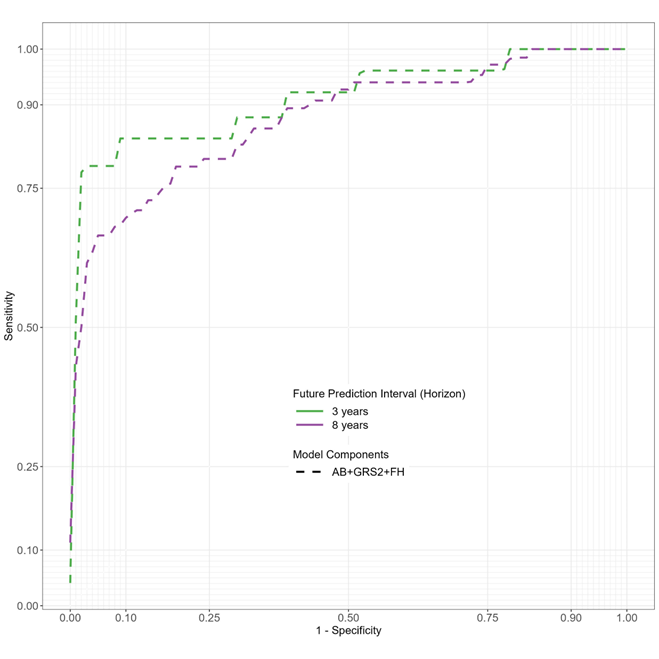 1.00
0.90
0.75
Sensitivity
0.50
Future Prediction Interval (Horizon)
3 years
8 years
Model Components
0.25
AB+GRS2+FH
0.10
0.00
0.00 0.10 0.25 0.50 0.75 0.90 1.00
1 - Specificity